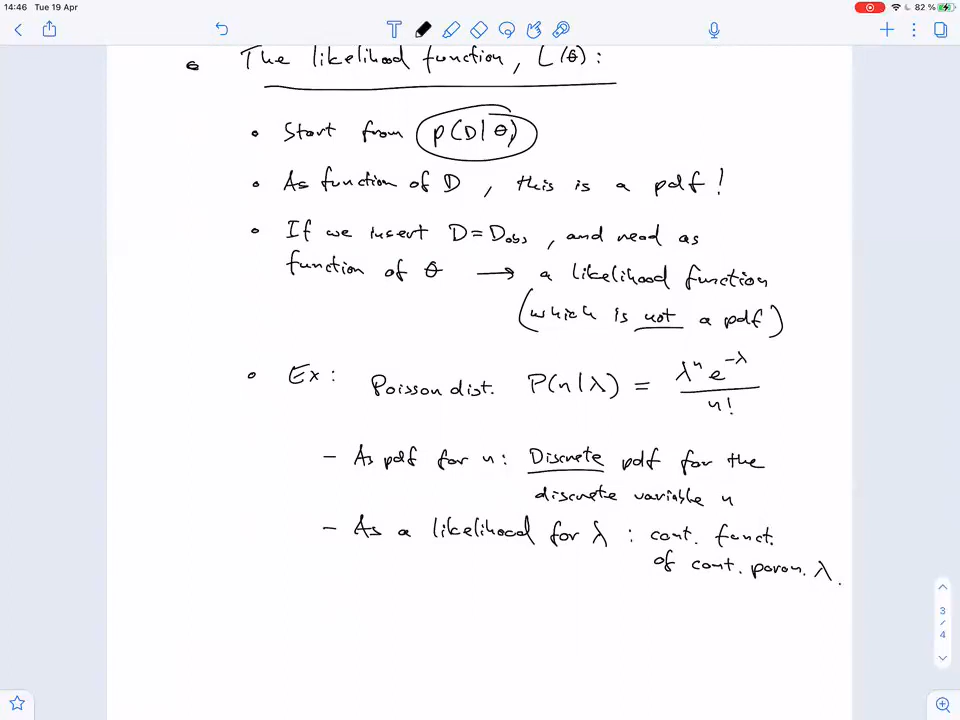 14:46 Tue 19 Apr
82 %
The likelihood function, L(θ):
• Start from p(D|θ)
• As function of D, this is a pdf!
• If we insert D=D_obs, and read as
function of θ → a likelihood function
(which is not a pdf)
• Ex: Poisson dist. P(n|λ) = λ^n e^-λ / n!
- As pdf for n: Discrete pdf for the
discrete variable n
- As a likelihood for λ: cont. funct.
of cont. param. λ.
3
/
4